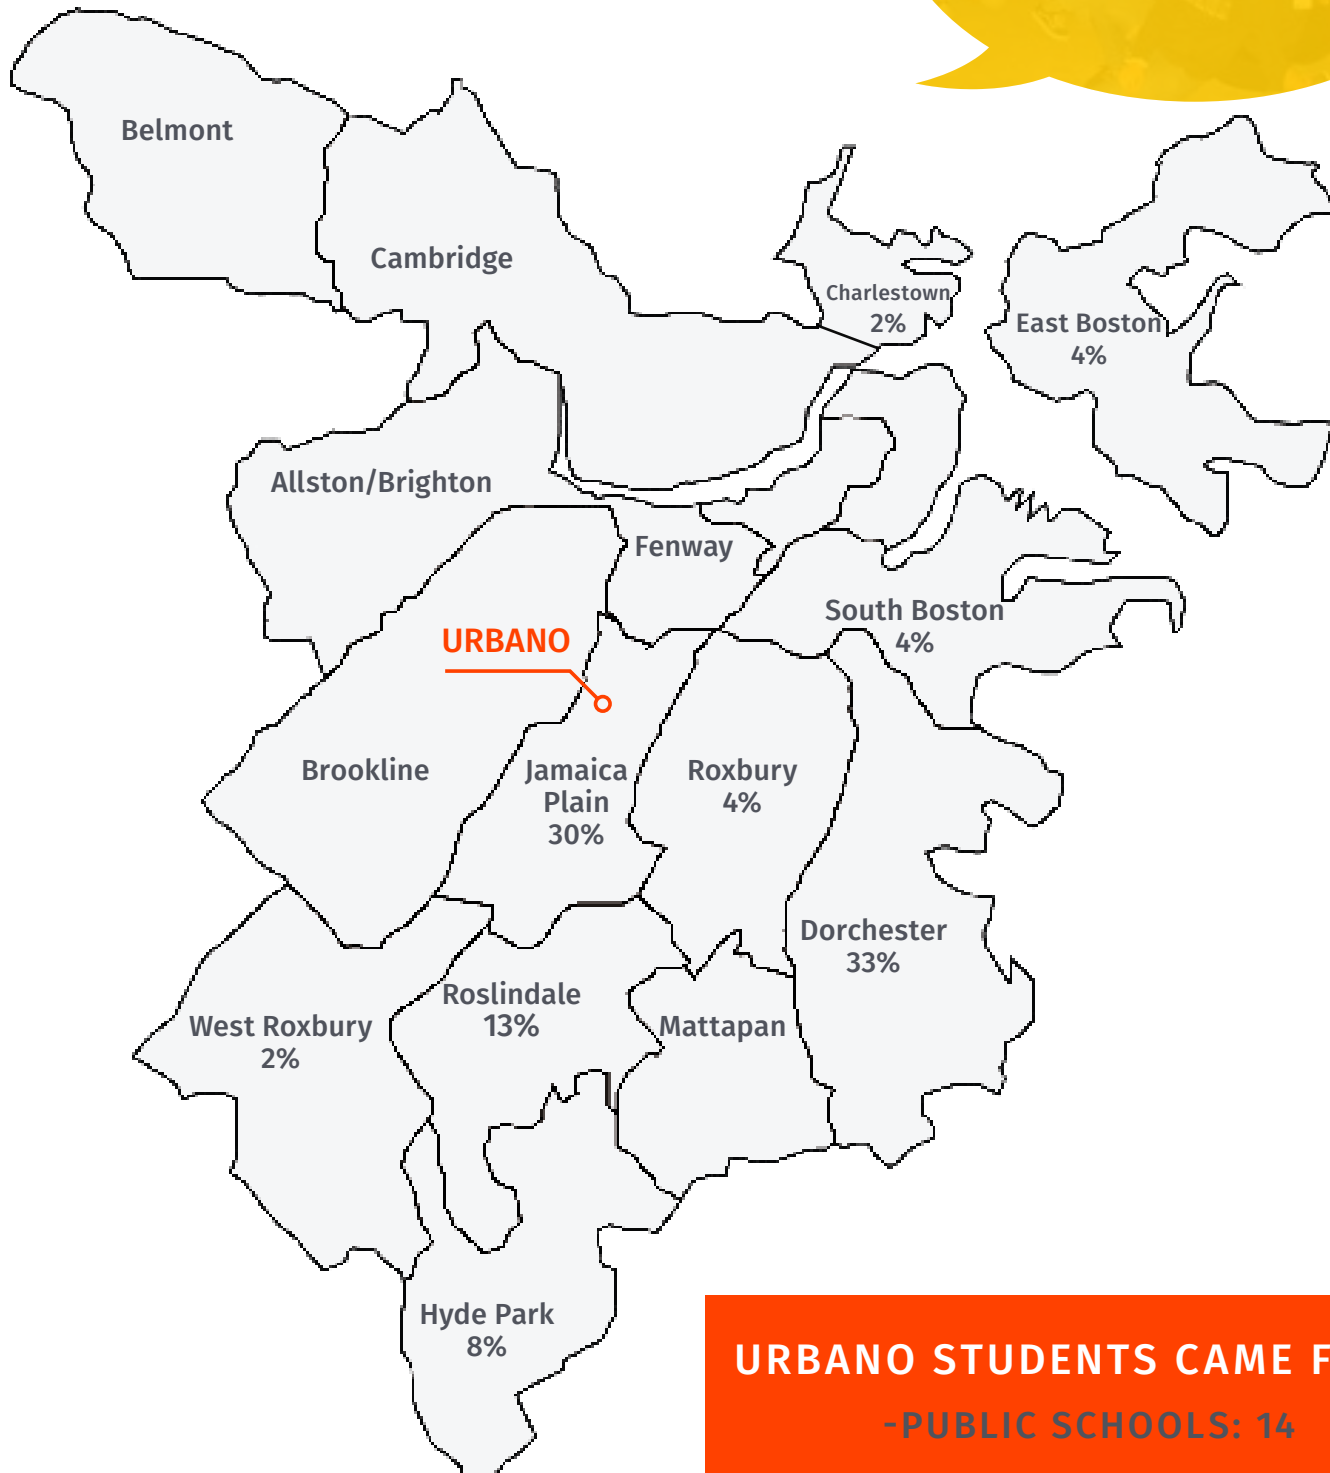 Belmont
Cambridge
Charlestown
2%
East Boston
4%
Allston/Brighton
Fenway
South Boston
4%
URBANO
Brookline
Jamaica
Plain
30%
Roxbury
4%
Dorchester
33%
Roslindale
13%
West Roxbury
2%
Mattapan
Hyde Park
8%
URBANO STUDENTS CAME F
-PUBLIC SCHOOLS: 14